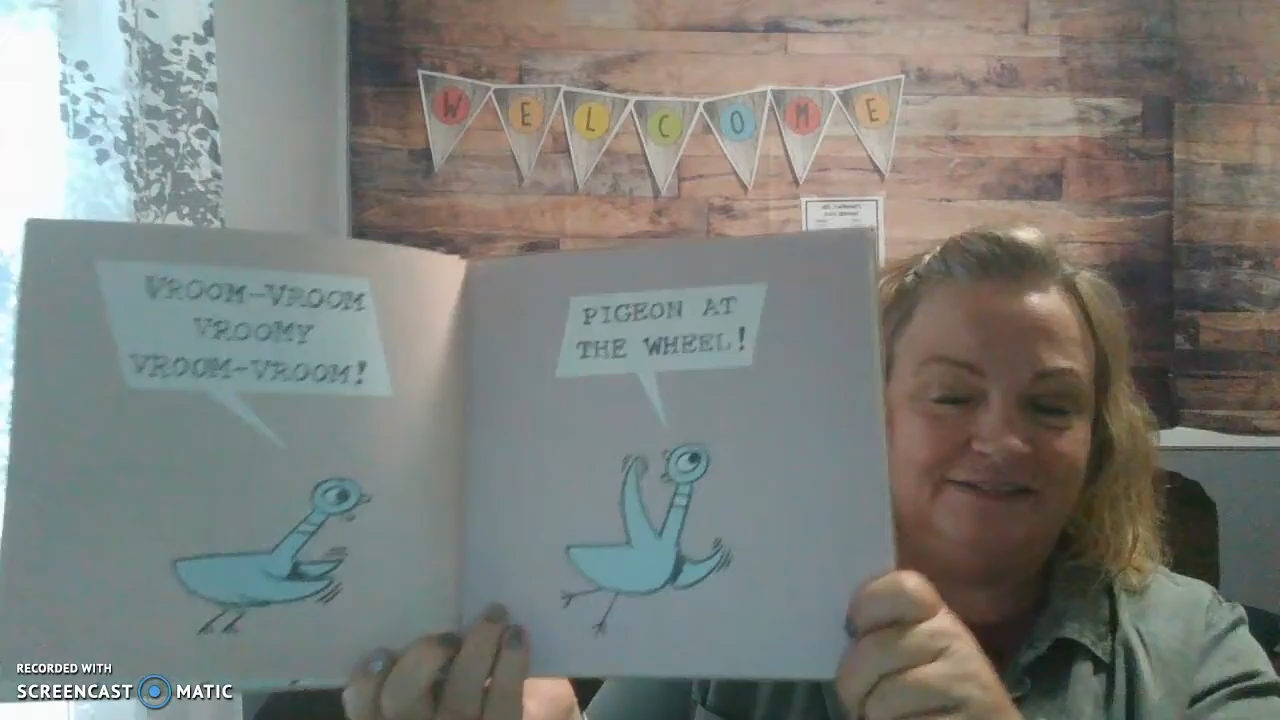 WELCOME
VROOM-VROOM
VROOMY
VROOM-VROOM!
PIGEON AT
THE WHEEL!
RECORDED WITH
SCREENCAST MATIC